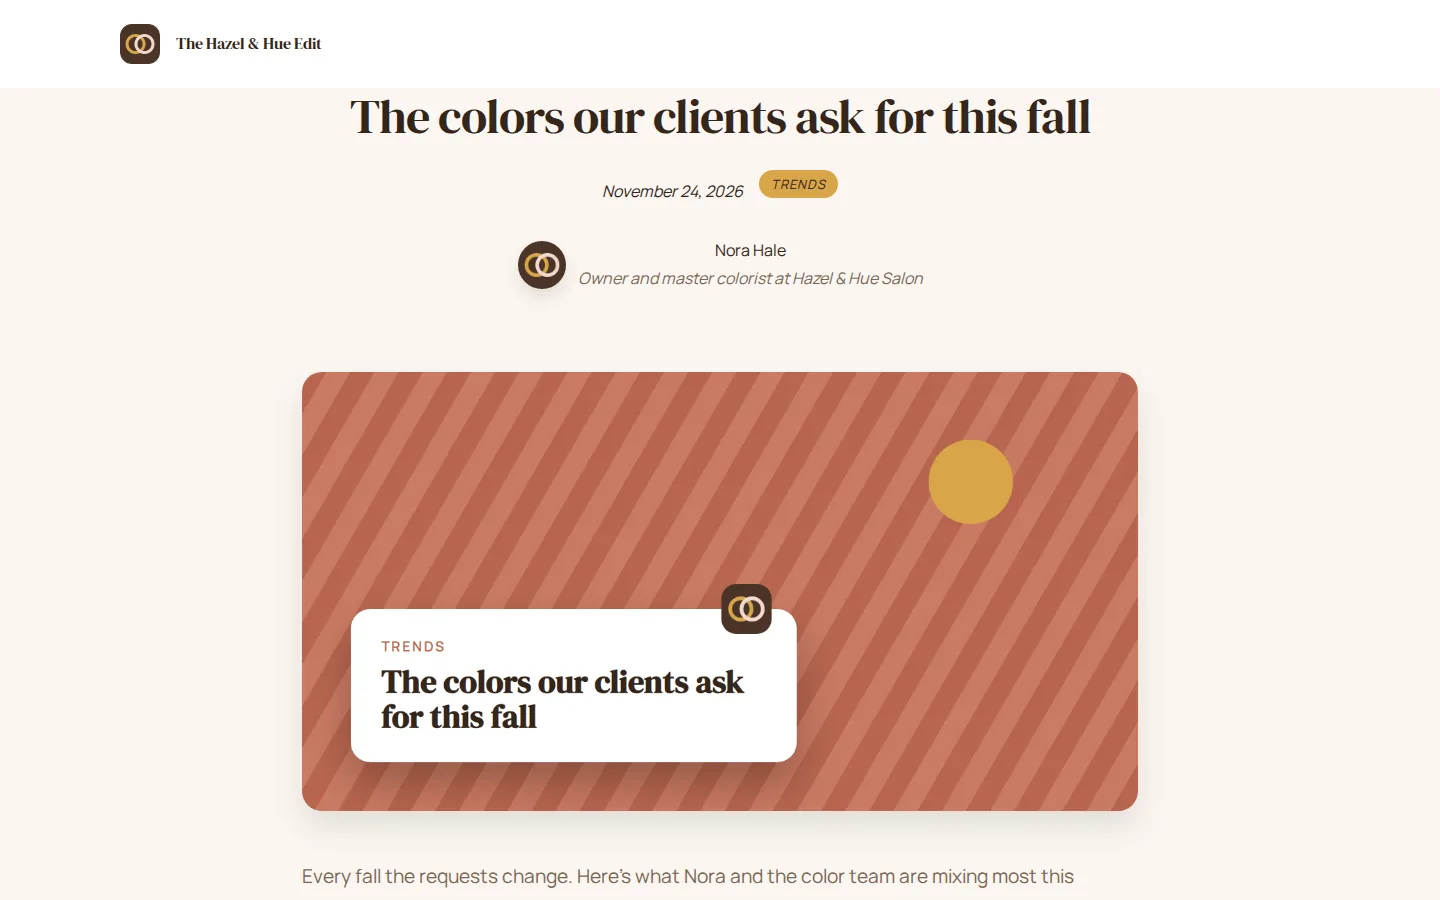 The Hazel & Hue Edit
The colors our clients ask for this fall
November 24, 2026 TRENDS
Nora Hale
Owner and master colorist at Hazel & Hue Salon
TRENDS
The colors our clients ask
for this fall
Every fall the requests change. Here’s what Nora and the color team are mixing most this